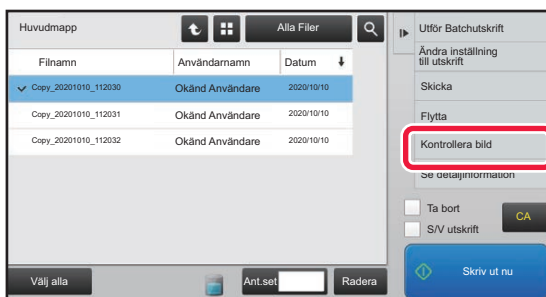 Huvudmapp
Alla Filer
Filnamn Användarnamn Datum
Copy_20201010_112030 Okänd Användare 2020/10/10
Copy_20201010_112031 Okänd Användare 2020/10/10
Copy_20201010_112032 Okänd Användare 2020/10/10
Välj alla
Ant.set
Radera
Utför Batchutskrift
Ändra inställning
till utskrift
Skicka
Flytta
Kontrollera bild
Se detaljinformation
Ta bort
S/V utskrift
CA
Skriv ut nu